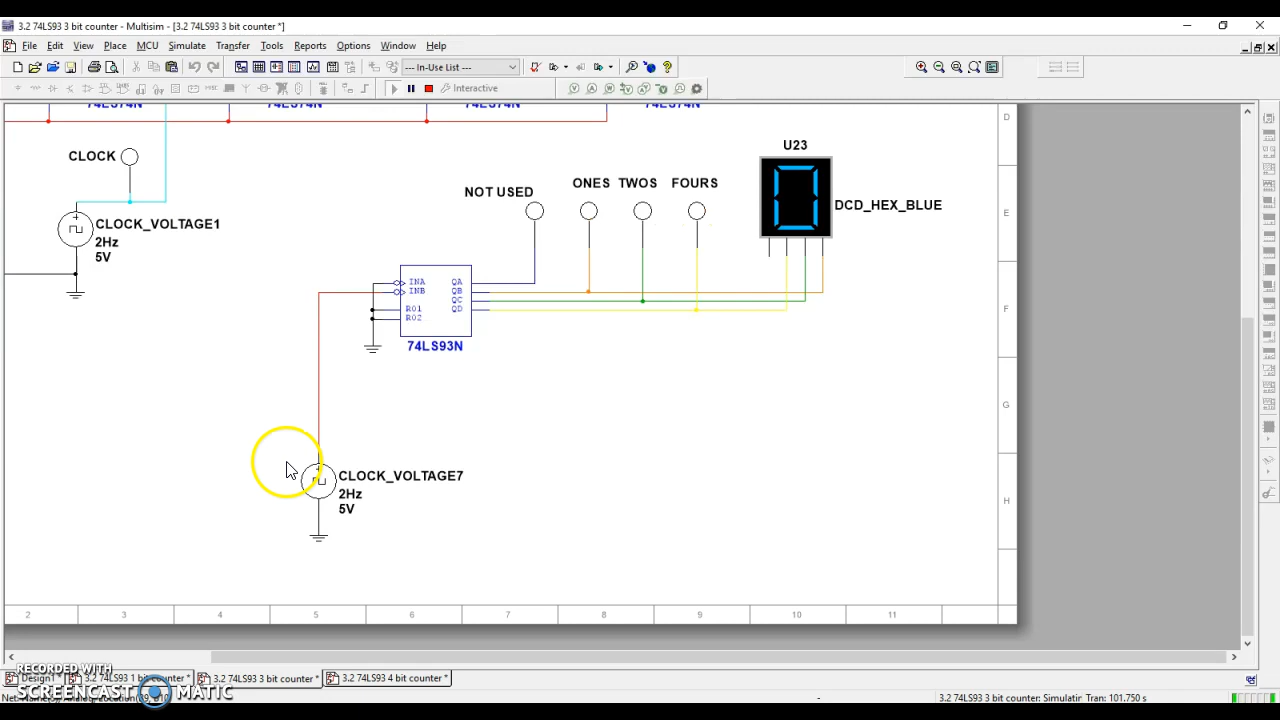 3.2 74LS93 3 bit counter - Multisim - [3.2 74LS93 3 bit counter *]
File Edit View Place MCU Simulate Transfer Tools Reports Options Window Help
--- In-Use List ---
Interactive
74LS74N 74LS74N 74LS74N 74LS74N
D
U23
CLOCK
NOT USED ONES TWOS FOURS
DCD_HEX_BLUE
E
CLOCK_VOLTAGE1
2Hz
5V
INA QA
INB QB
QC
R01 QD
R02
F
74LS93N
G
CLOCK_VOLTAGE7
2Hz
5V
H
2 3 4 5 6 7 8 9 10 11
RECORDED WITH
Design1 3.2 74LS93 1 bit counter * 3.2 74LS93 3 bit counter * 3.2 74LS93 4 bit counter *
SCREENCAST MATIC
3.2 74LS93 3 bit counter: Simulatin Tran: 101.750 s